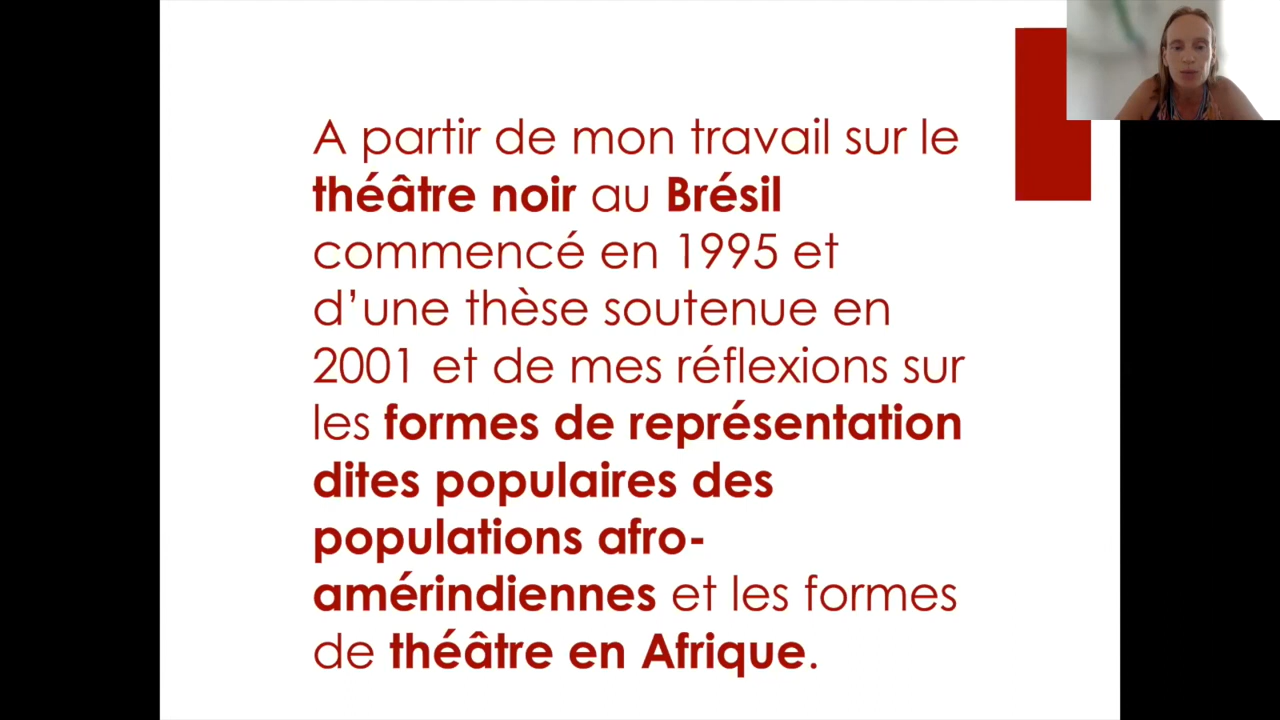 A partir de mon travail sur le
théâtre noir au Brésil
commencé en 1995 et
d’une thèse soutenue en
2001 et de mes réflexions sur
les formes de représentation
dites populaires des
populations afro-
amérindiennes et les formes
de théâtre en Afrique.